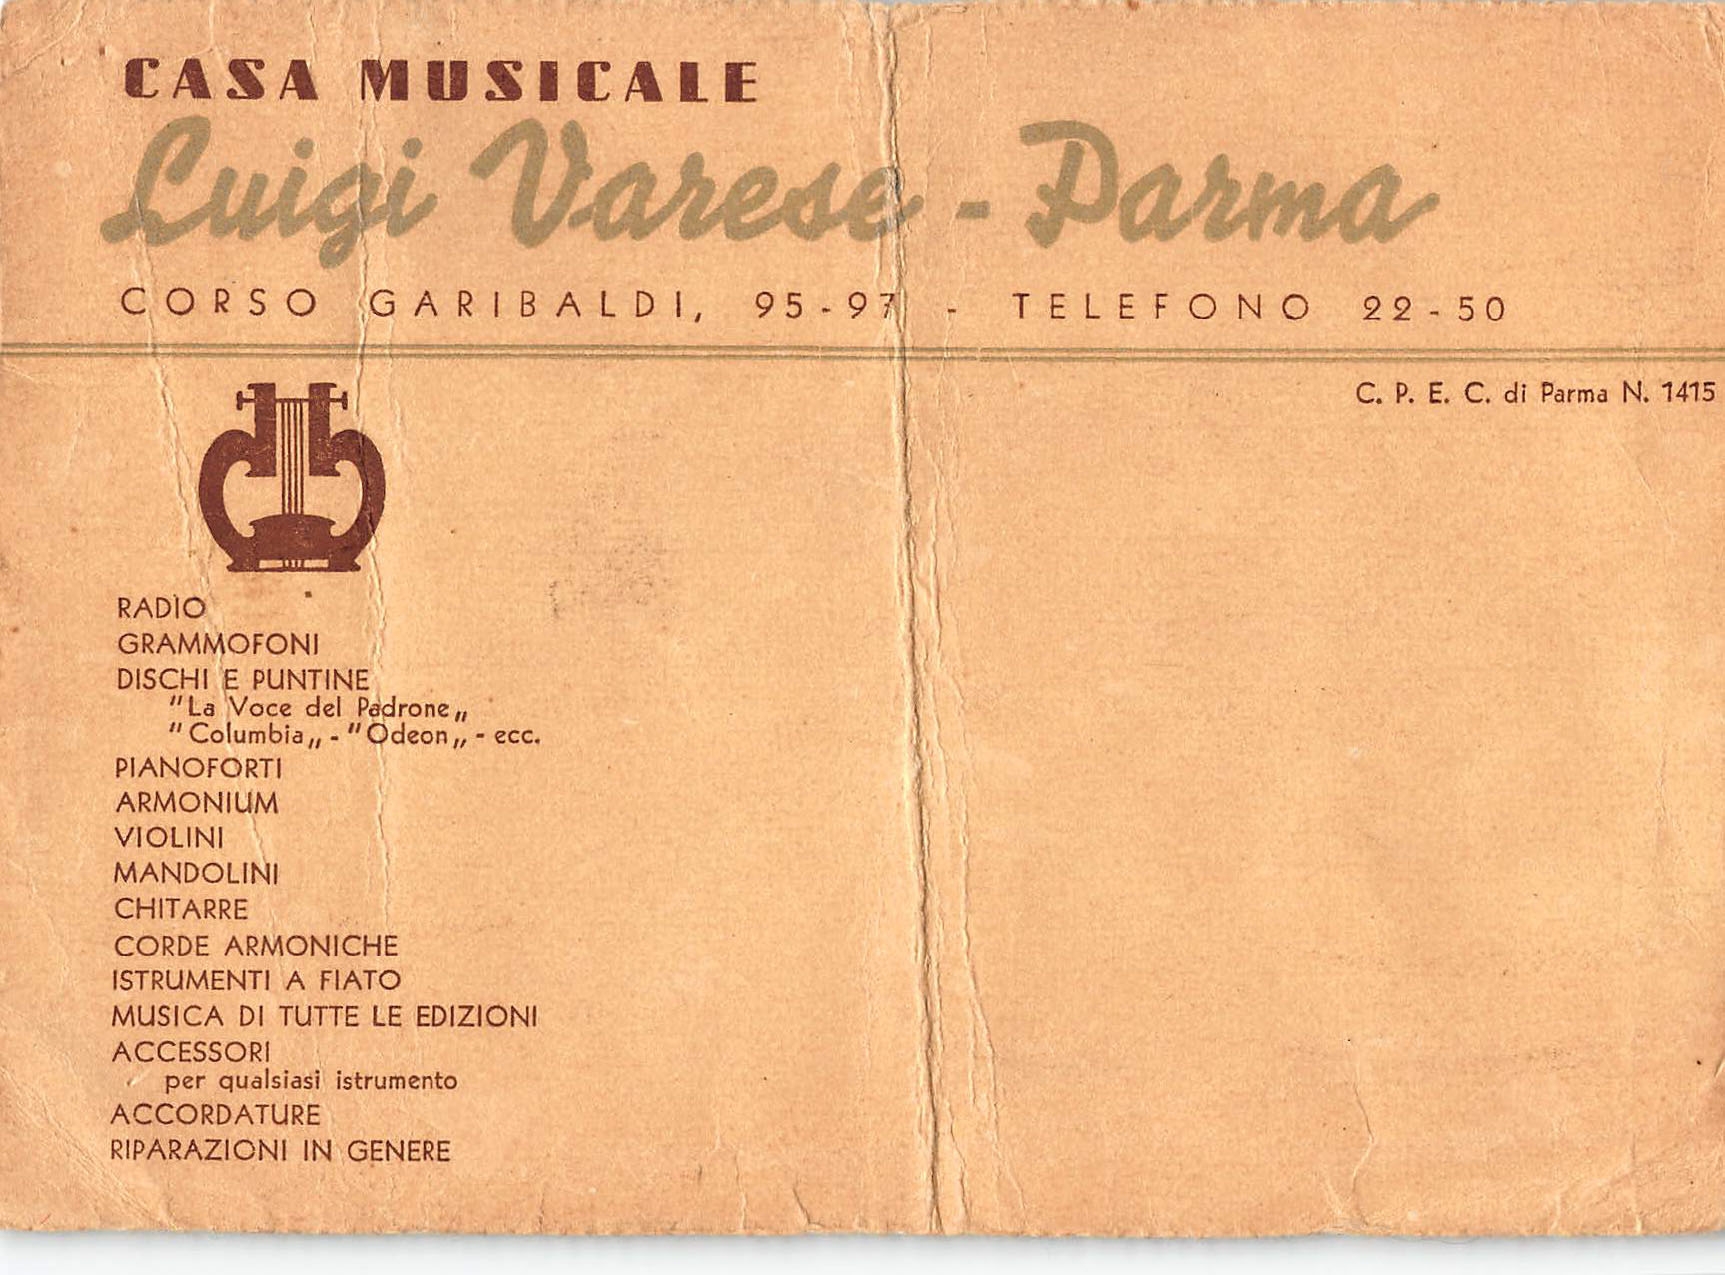 CASA MUSICALE
Luigi Varese - Parma
CORSO GARIBALDI, 95-97 - TELEFONO 22-50
C. P. E. C. di Parma N. 1415
RADIO
GRAMMOFONI
DISCHI E PUNTINE
"La Voce del Padrone„
"Columbia„ - "Odeon„ - ecc.
PIANOFORTI
ARMONIUM
VIOLINI
MANDOLINI
CHITARRE
CORDE ARMONICHE
ISTRUMENTI A FIATO
MUSICA DI TUTTE LE EDIZIONI
ACCESSORI
per qualsiasi istrumento
ACCORDATURE
RIPARAZIONI IN GENERE